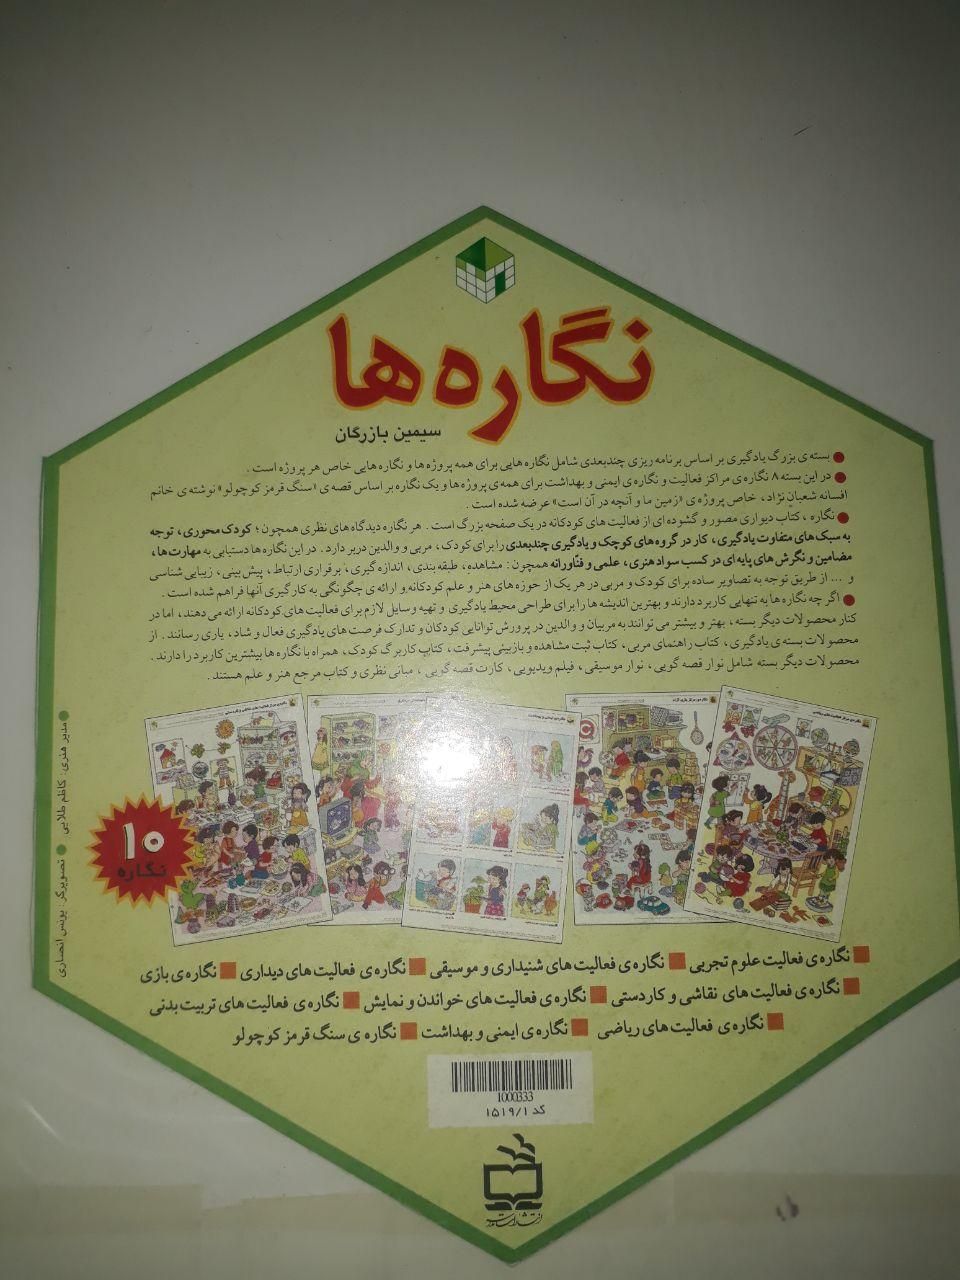 نگاره‌ها
سیمین بازرگان
● بسته‌ی بزرگ یادگیری بر اساس برنامه ریزی چندبعدی شامل نگاره‌هایی برای همه پروژه‌ها و نگاره‌هایی خاص هر پروژه است.
● در این بسته ۸ نگاره‌ی مراکز فعالیت و نگاره‌ی ایمنی و بهداشت برای همه‌ی پروژه‌ها و یک نگاره بر اساس قصه‌ی «سنگ قرمز کوچولو» نوشته‌ی خانم
افسانه شعبان‌نژاد، خاص پروژه‌ی «زمین ما و آنچه در آن است» عرضه شده است.
● نگاره، کتاب دیواری مصور و گشوده ای از فعالیت های کودکانه در یک صفحه بزرگ است. هر نگاره دیدگاه‌های نظری همچون؛ کودک محوری، توجه
به سبک‌های متفاوت یادگیری، کار در گروه‌های کوچک و یادگیری چندبعدی را برای کودک، مربی و والدین دربر دارد. در این نگاره‌ها دستیابی به مهارت‌ها،
مضامین و نگرش های پایه ای در کسب سواد هنری، علمی و فنّاورانه همچون: مشاهده، طبقه بندی، اندازه گیری، برقراری ارتباط، پیش بینی، زیبایی شناسی
و ... از طریق توجه به تصاویر ساده برای کودک و مربی در هر یک از حوزه های هنر و علم کودکانه و ارائه ی چگونگی به کارگیری آنها فراهم شده است.
● اگر چه نگاره ها به تنهایی کاربرد دارند و بهترین اندیشه ها را برای طراحی محیط یادگیری و تهیه وسایل لازم برای فعالیت های کودکانه ارائه می دهند، اما در
کنار محصولات دیگر بسته، بهتر و بیشتر می توانند به مربیان و والدین در پرورش توانایی کودکان و تدارک فرصت های یادگیری فعال و شاد، یاری رسانند. از
محصولات بسته‌ی یادگیری، کتاب راهنمای مربی، کتاب ثبت مشاهده و بازبینی پیشرفت، کتاب کاربرگ کودک، همراه با نگاره‌ها بیشترین کاربرد را دارند.
محصولات دیگر بسته شامل نوار قصه گویی، نوار موسیقی، فیلم ویدیویی، کارت قصه گویی، مبانی نظری و کتاب مرجع هنر و علم هستند.
● مدیر هنری: کاظم طلایی ● تصویرگر: یونس انصاری
۱۰
نگاره
■ نگاره‌ی فعالیت علوم تجربی ■ نگاره‌ی فعالیت های شنیداری و موسیقی ■ نگاره‌ی فعالیت های دیداری ■ نگاره‌ی بازی
■ نگاره‌ی فعالیت های نقاشی و کاردستی ■ نگاره‌ی فعالیت های خواندن و نمایش ■ نگاره‌ی فعالیت های تربیت بدنی
■ نگاره‌ی فعالیت های ریاضی ■ نگاره‌ی ایمنی و بهداشت ■ نگاره ی سنگ قرمز کوچولو
1000333
کد ۱۵۱۹/۱
انتشارات مدرسه